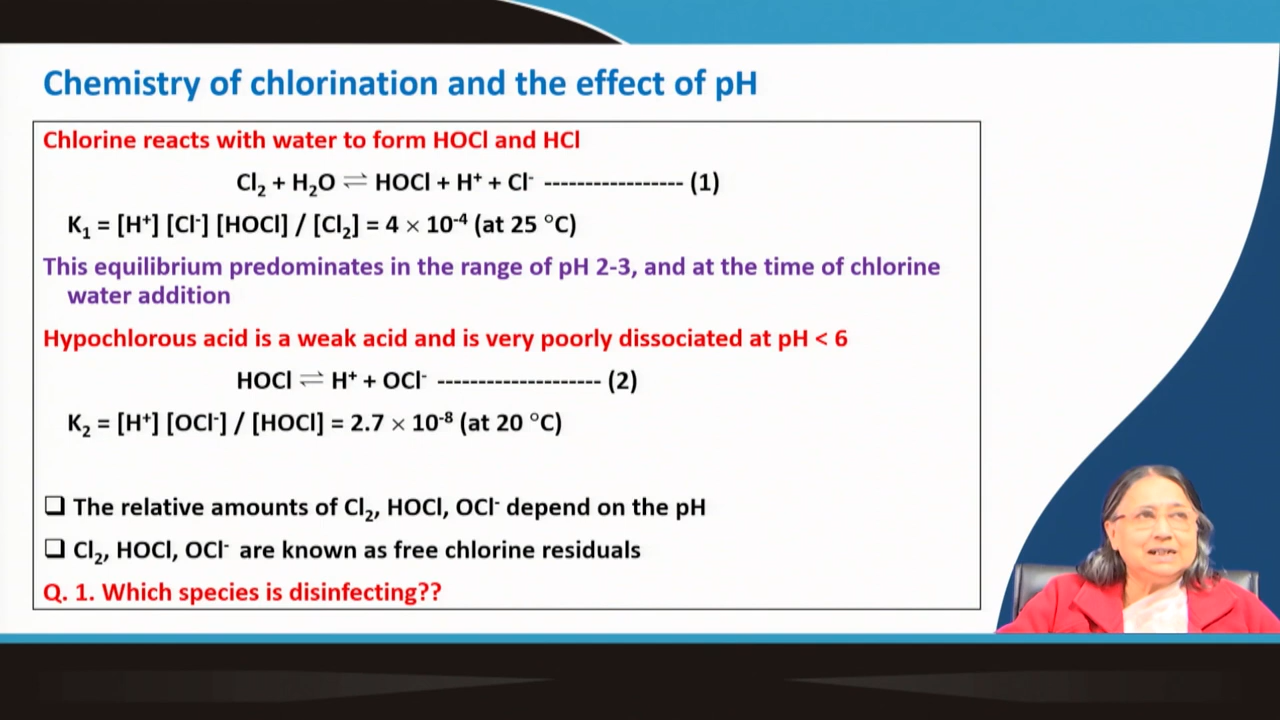 Chemistry of chlorination and the effect of pH
Chlorine reacts with water to form HOCl and HCl
Cl₂ + H₂O ⇌ HOCl + H⁺ + Cl⁻ ----------------- (1)
K₁ = [H⁺] [Cl⁻] [HOCl] / [Cl₂] = 4 × 10⁻⁴ (at 25 °C)
This equilibrium predominates in the range of pH 2-3, and at the time of chlorine
water addition
Hypochlorous acid is a weak acid and is very poorly dissociated at pH < 6
HOCl ⇌ H⁺ + OCl⁻ -------------------- (2)
K₂ = [H⁺] [OCl⁻] / [HOCl] = 2.7 × 10⁻⁸ (at 20 °C)
❑ The relative amounts of Cl₂, HOCl, OCl⁻ depend on the pH
❑ Cl₂, HOCl, OCl⁻ are known as free chlorine residuals
Q. 1. Which species is disinfecting??